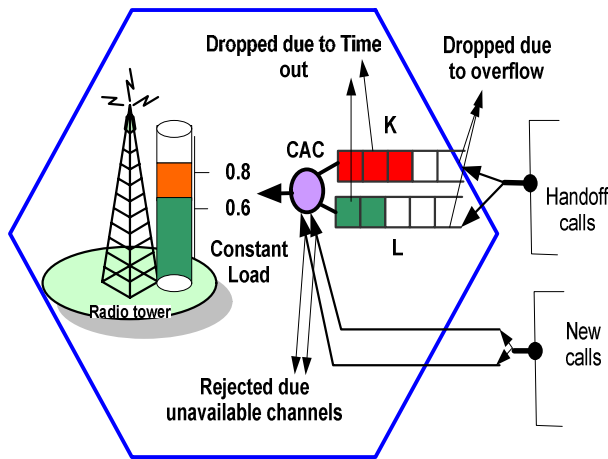 Dropped due to Time
out
Dropped due
to overflow
K
CAC
0.8
0.6
Constant
Load
L
Handoff
calls
Radio tower
New
calls
Rejected due
unavailable channels